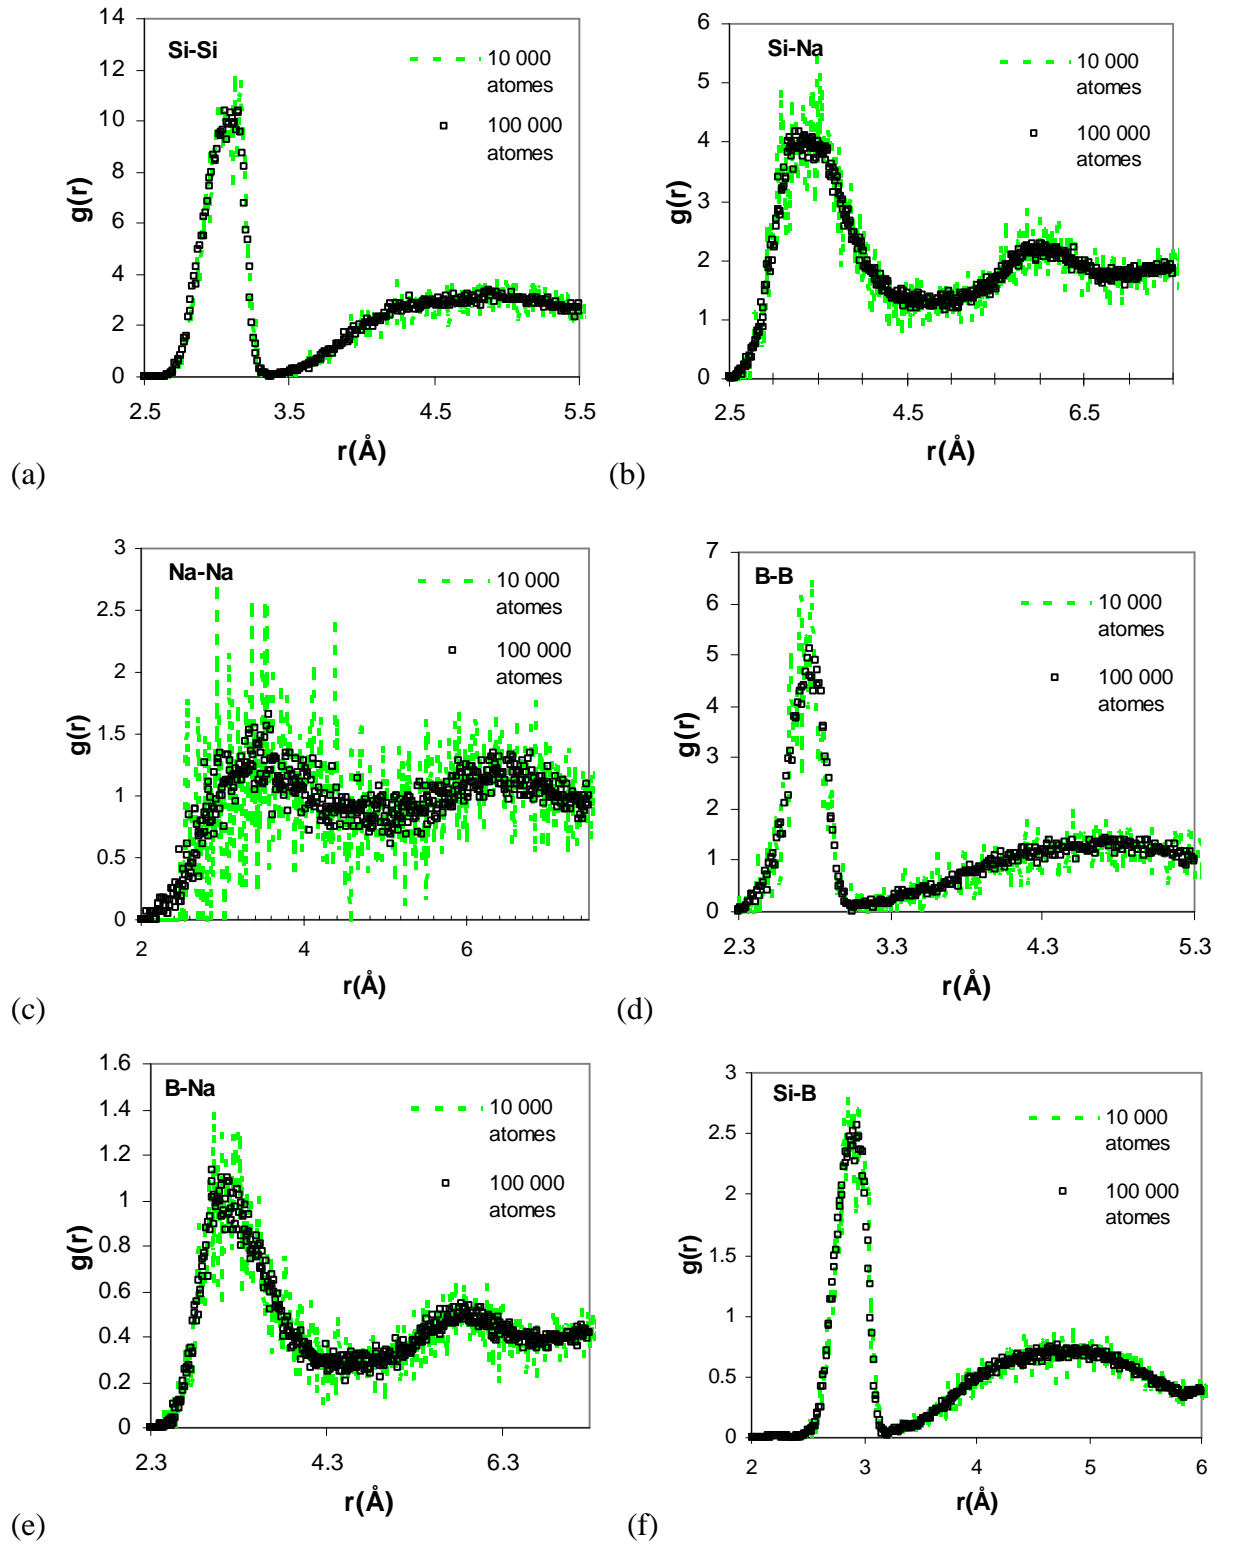 Si-Si
10 000
atomes
100 000
atomes
14
12
10
8
6
4
2
0
g(r)
2.5
3.5
4.5
5.5
r(Å)
(a)
Si-Na
10 000
atomes
100 000
atomes
6
5
4
3
2
1
0
g(r)
2.5
4.5
6.5
r(Å)
(b)
Na-Na
10 000
atomes
100 000
atomes
3
2.5
2
1.5
1
0.5
0
g(r)
2
4
6
r(Å)
(c)
B-B
10 000
atomes
100 000
atomes
7
6
5
4
3
2
1
0
g(r)
2.3
3.3
4.3
5.3
r(Å)
(d)
B-Na
10 000
atomes
100 000
atomes
1.6
1.4
1.2
1
0.8
0.6
0.4
0.2
0
g(r)
2.3
4.3
6.3
r(Å)
(e)
Si-B
10 000
atomes
100 000
atomes
3
2.5
2
1.5
1
0.5
0
g(r)
2
3
4
5
6
r(Å)
(f)